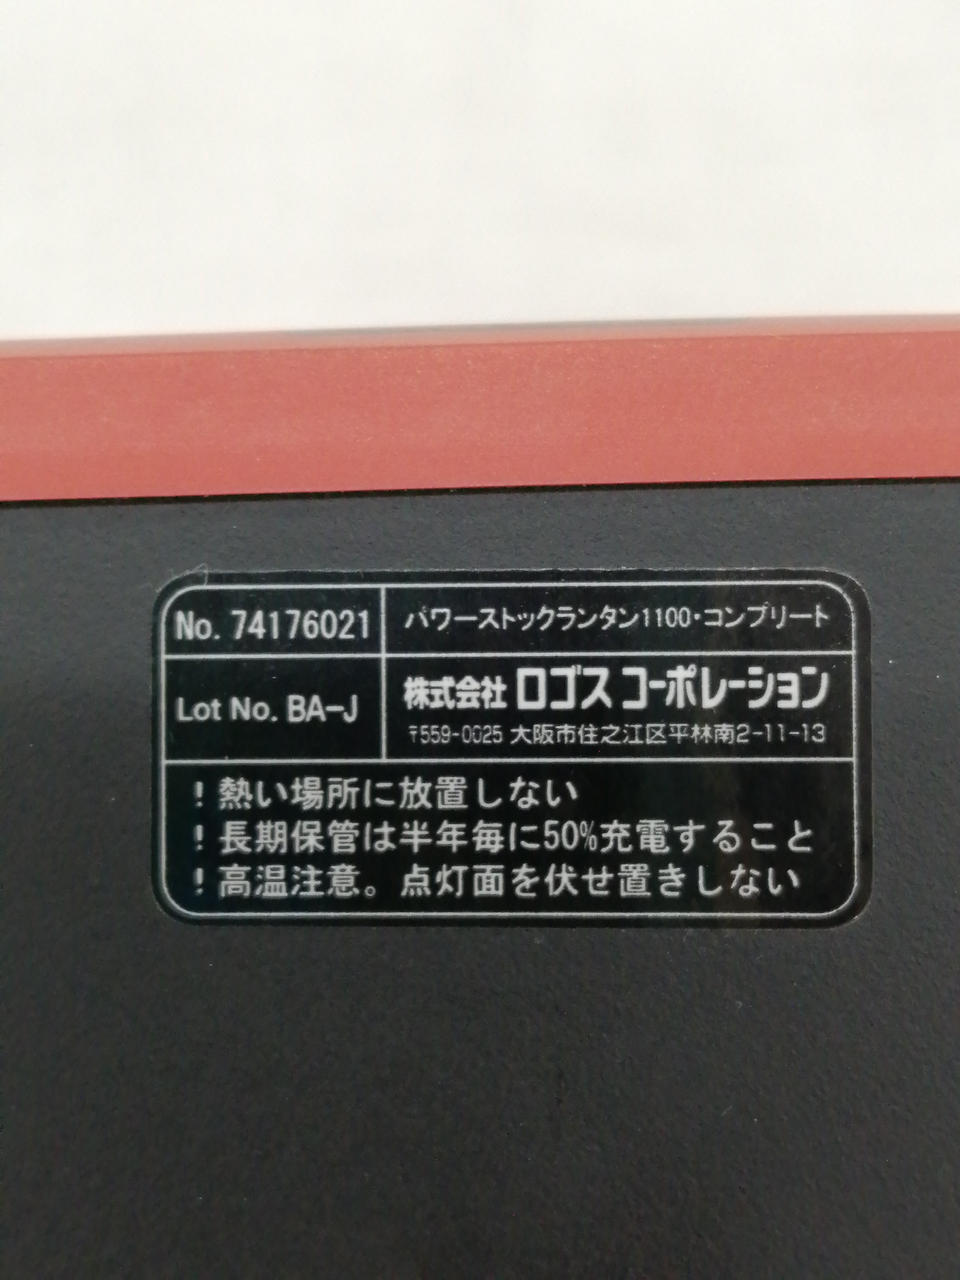 No. 74176021
パワーストックランタン1100・コンプリート
Lot No. BA-J
株式会社 ロゴス コーポレーション
〒559-0025 大阪市住之江区平林南2-11-13
！熱い場所に放置しない
！長期保管は半年毎に50%充電すること
！高温注意。点灯面を伏せ置きしない